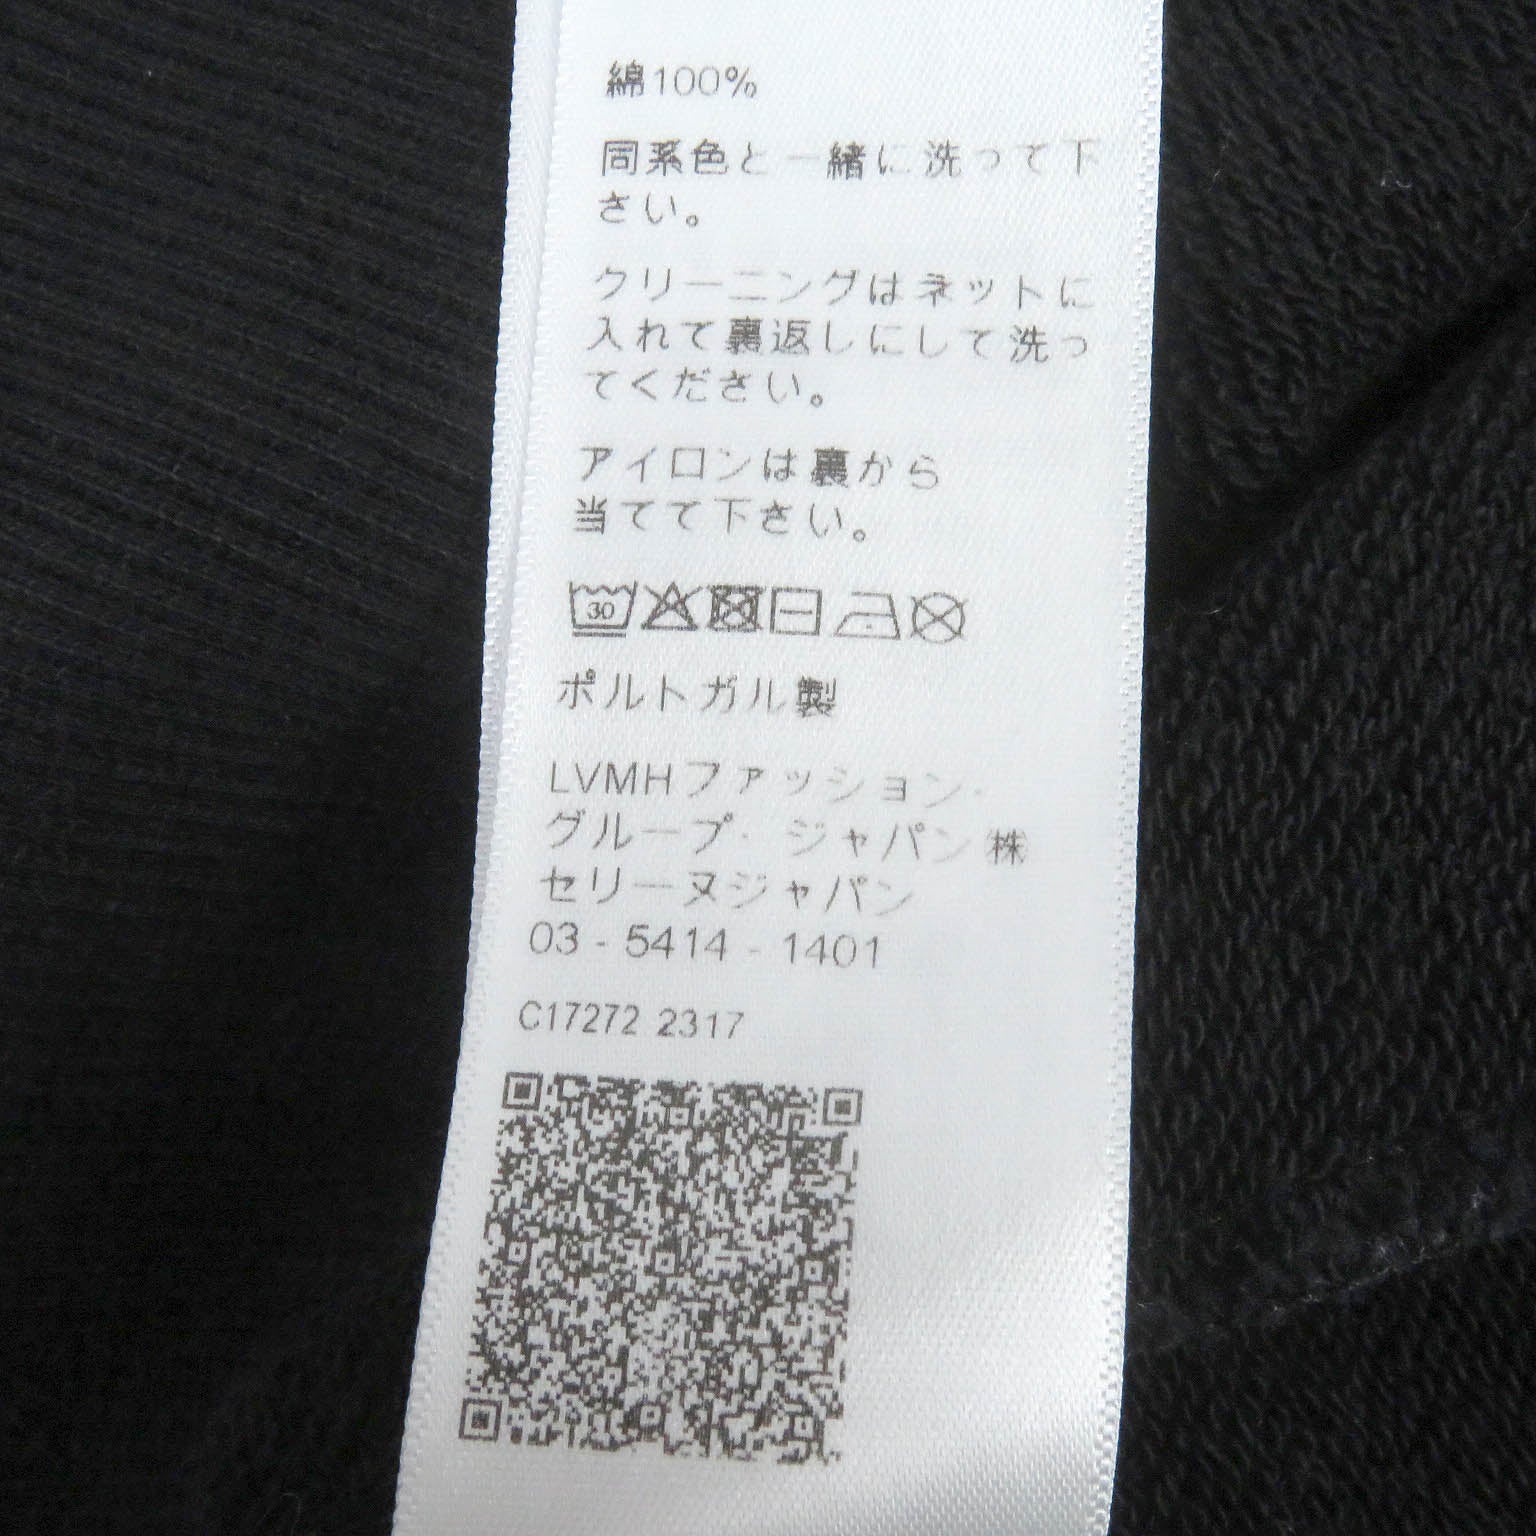 綿100%
同系色と一緒に洗って下
さい。
クリーニングはネットに
入れて裏返しにして洗っ
てください。
アイロンは裏から
当てて下さい。
30
ポルトガル製
LVMHファッション・
グループ・ジャパン㈱
セリーヌジャパン
03 - 5414 - 1401
C17272 2317